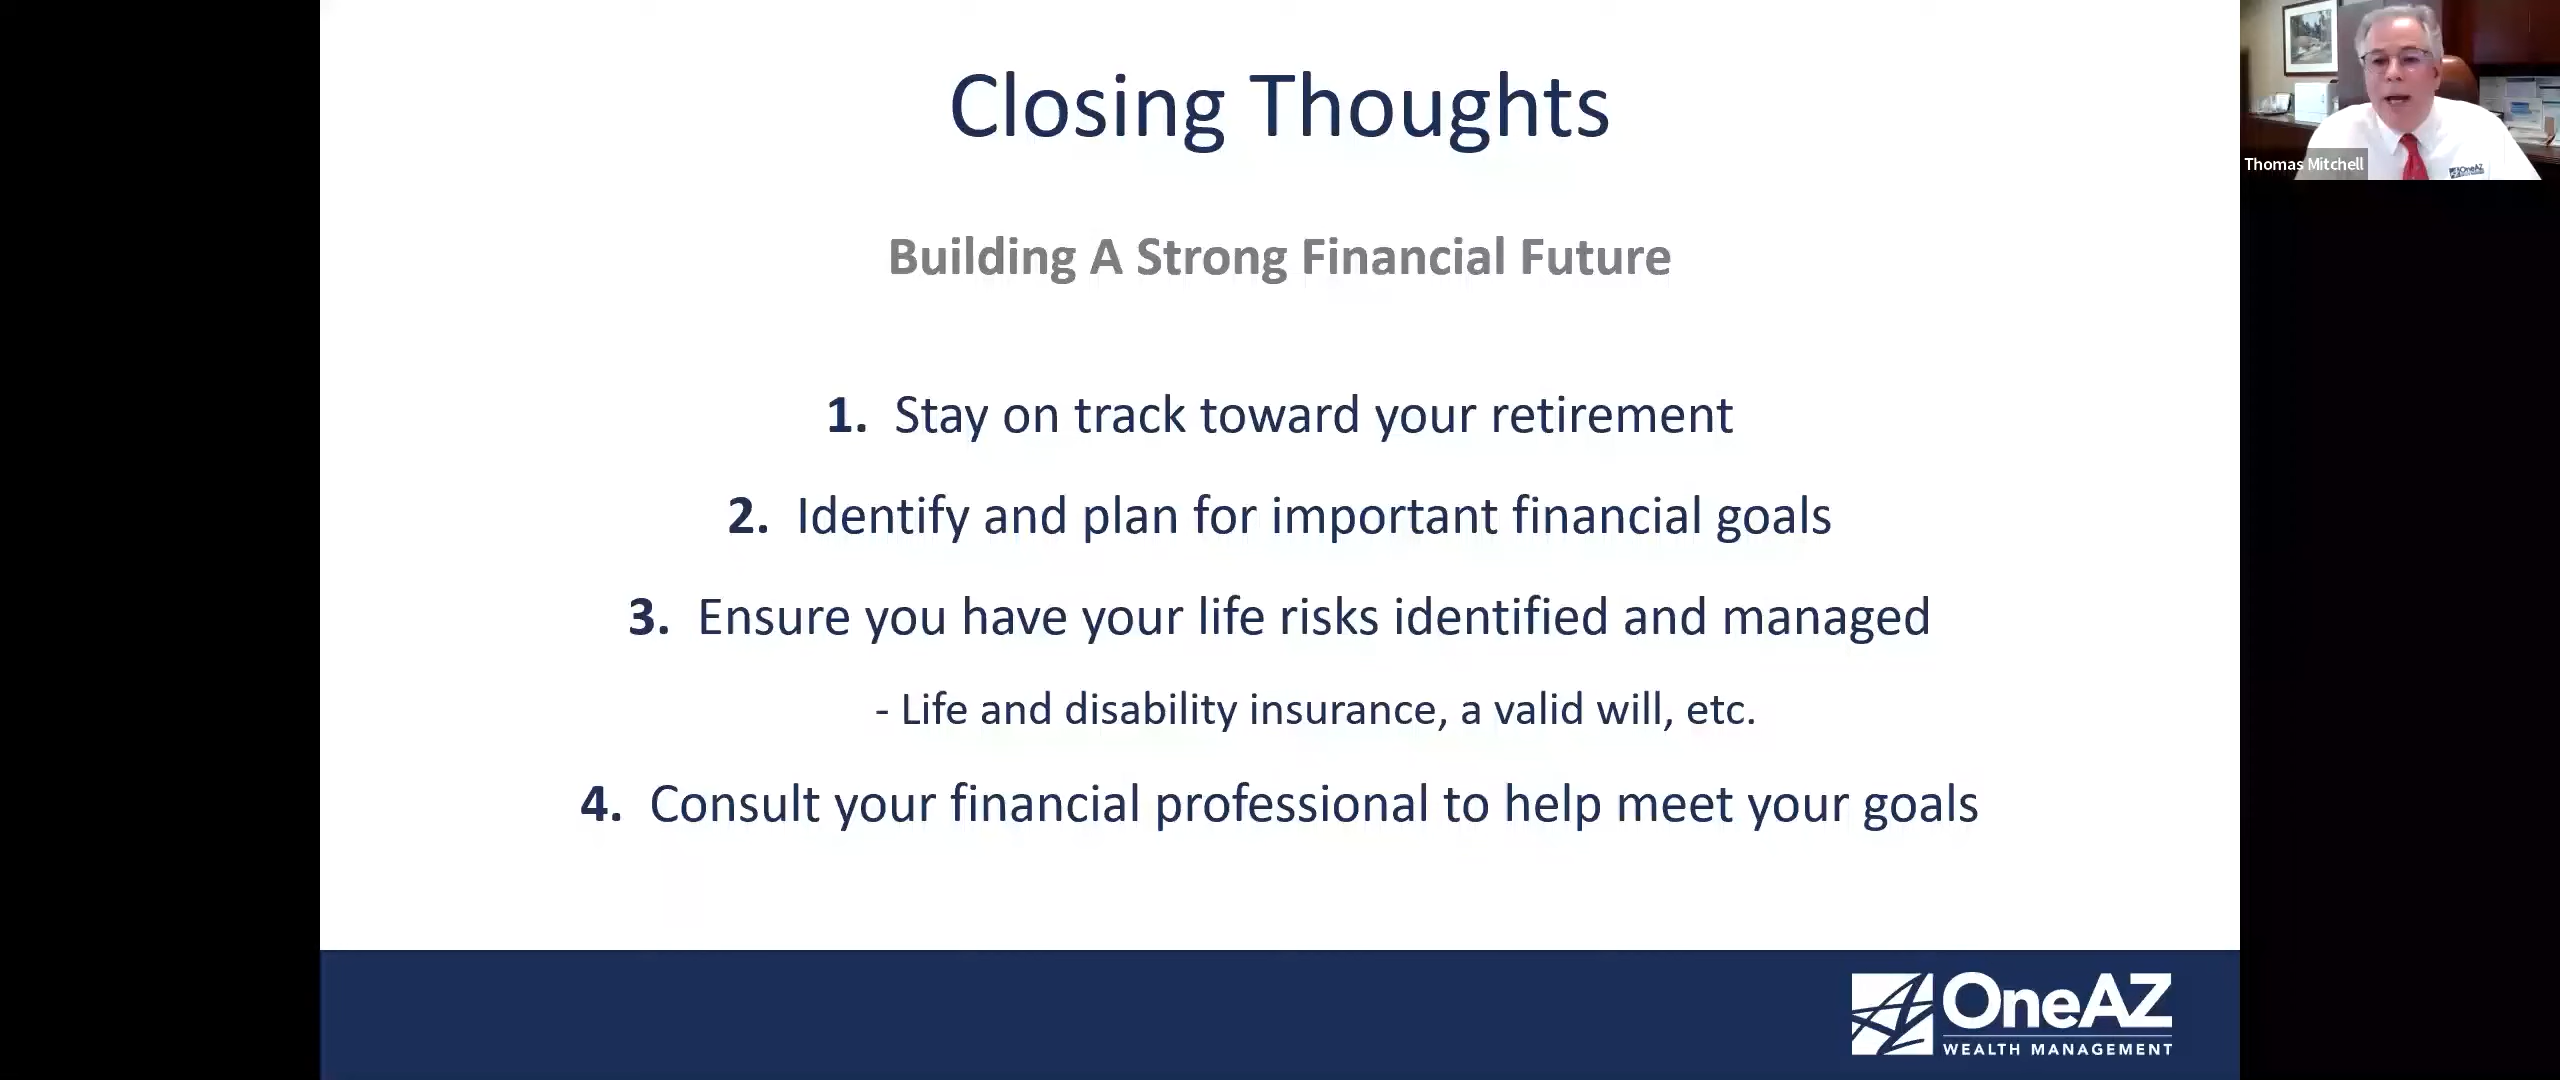 Closing Thoughts
Building A Strong Financial Future
1. Stay on track toward your retirement
2. Identify and plan for important financial goals
3. Ensure you have your life risks identified and managed
- Life and disability insurance, a valid will, etc.
4. Consult your financial professional to help meet your goals
OneAZ
WEALTH MANAGEMENT
Thomas Mitchell
OneAZ